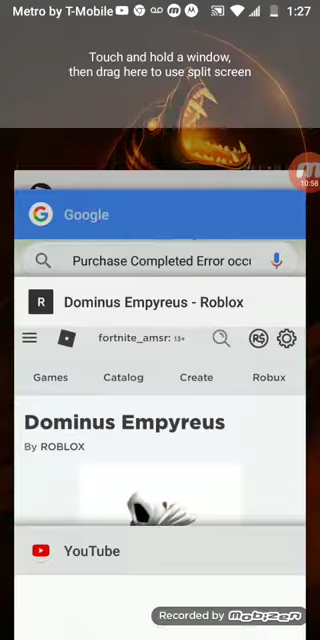 Metro by T-Mobile 1:27
Touch and hold a window,
then drag here to use split screen
10:58
Google
Purchase Completed Error occu
R Dominus Empyreus - Roblox
fortnite_amsr: 13+
Games Catalog Create Robux
Dominus Empyreus
By ROBLOX
YouTube
Recorded by mobizen